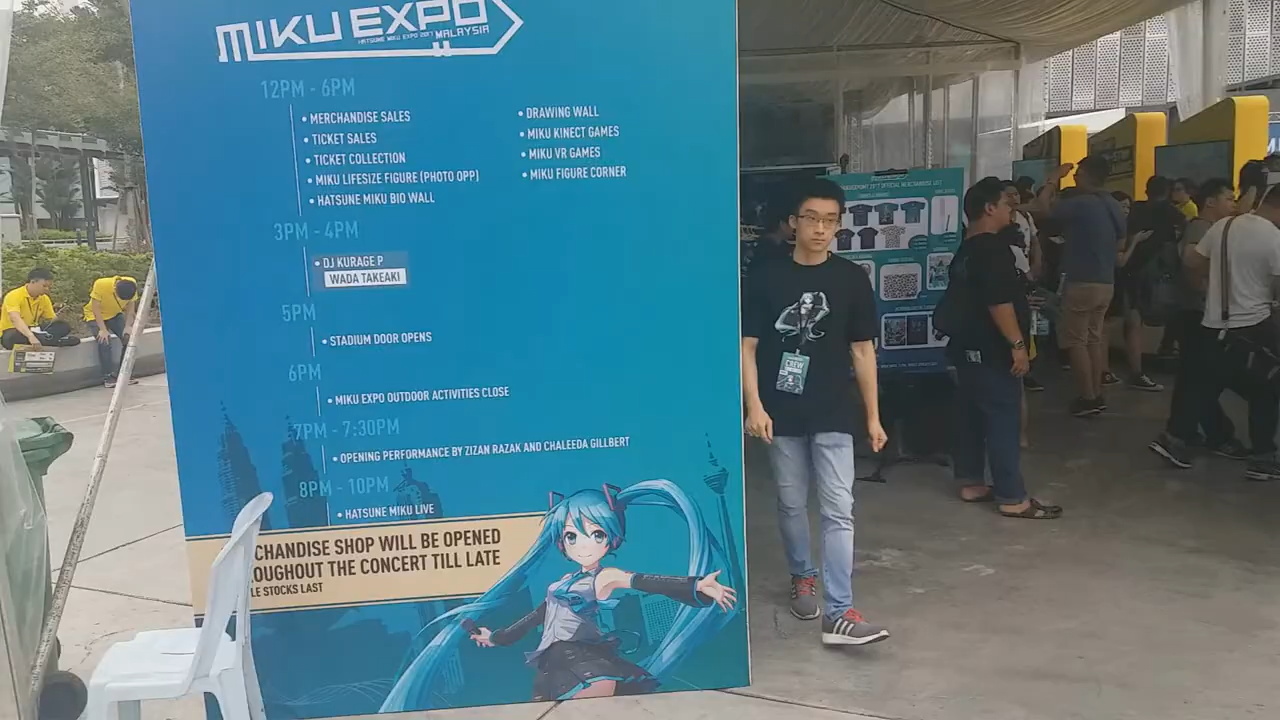 MIKU EXPO
HATSUNE MIKU EXPO 2017 MALAYSIA
12PM - 6PM
• MERCHANDISE SALES
• TICKET SALES
• TICKET COLLECTION
• MIKU LIFESIZE FIGURE (PHOTO OPP)
• HATSUNE MIKU BIO WALL
• DRAWING WALL
• MIKU KINECT GAMES
• MIKU VR GAMES
• MIKU FIGURE CORNER
3PM - 4PM
• DJ KURAGE P
WADA TAKEAKI
5PM
• STADIUM DOOR OPENS
6PM
• MIKU EXPO OUTDOOR ACTIVITIES CLOSE
7PM - 7:30PM
• OPENING PERFORMANCE BY ZIZAN RAZAK AND CHALEEDA GILLBERT
8PM - 10PM
• HATSUNE MIKU LIVE
CHANDISE SHOP WILL BE OPENED
OUGHOUT THE CONCERT TILL LATE
LE STOCKS LAST
CREW